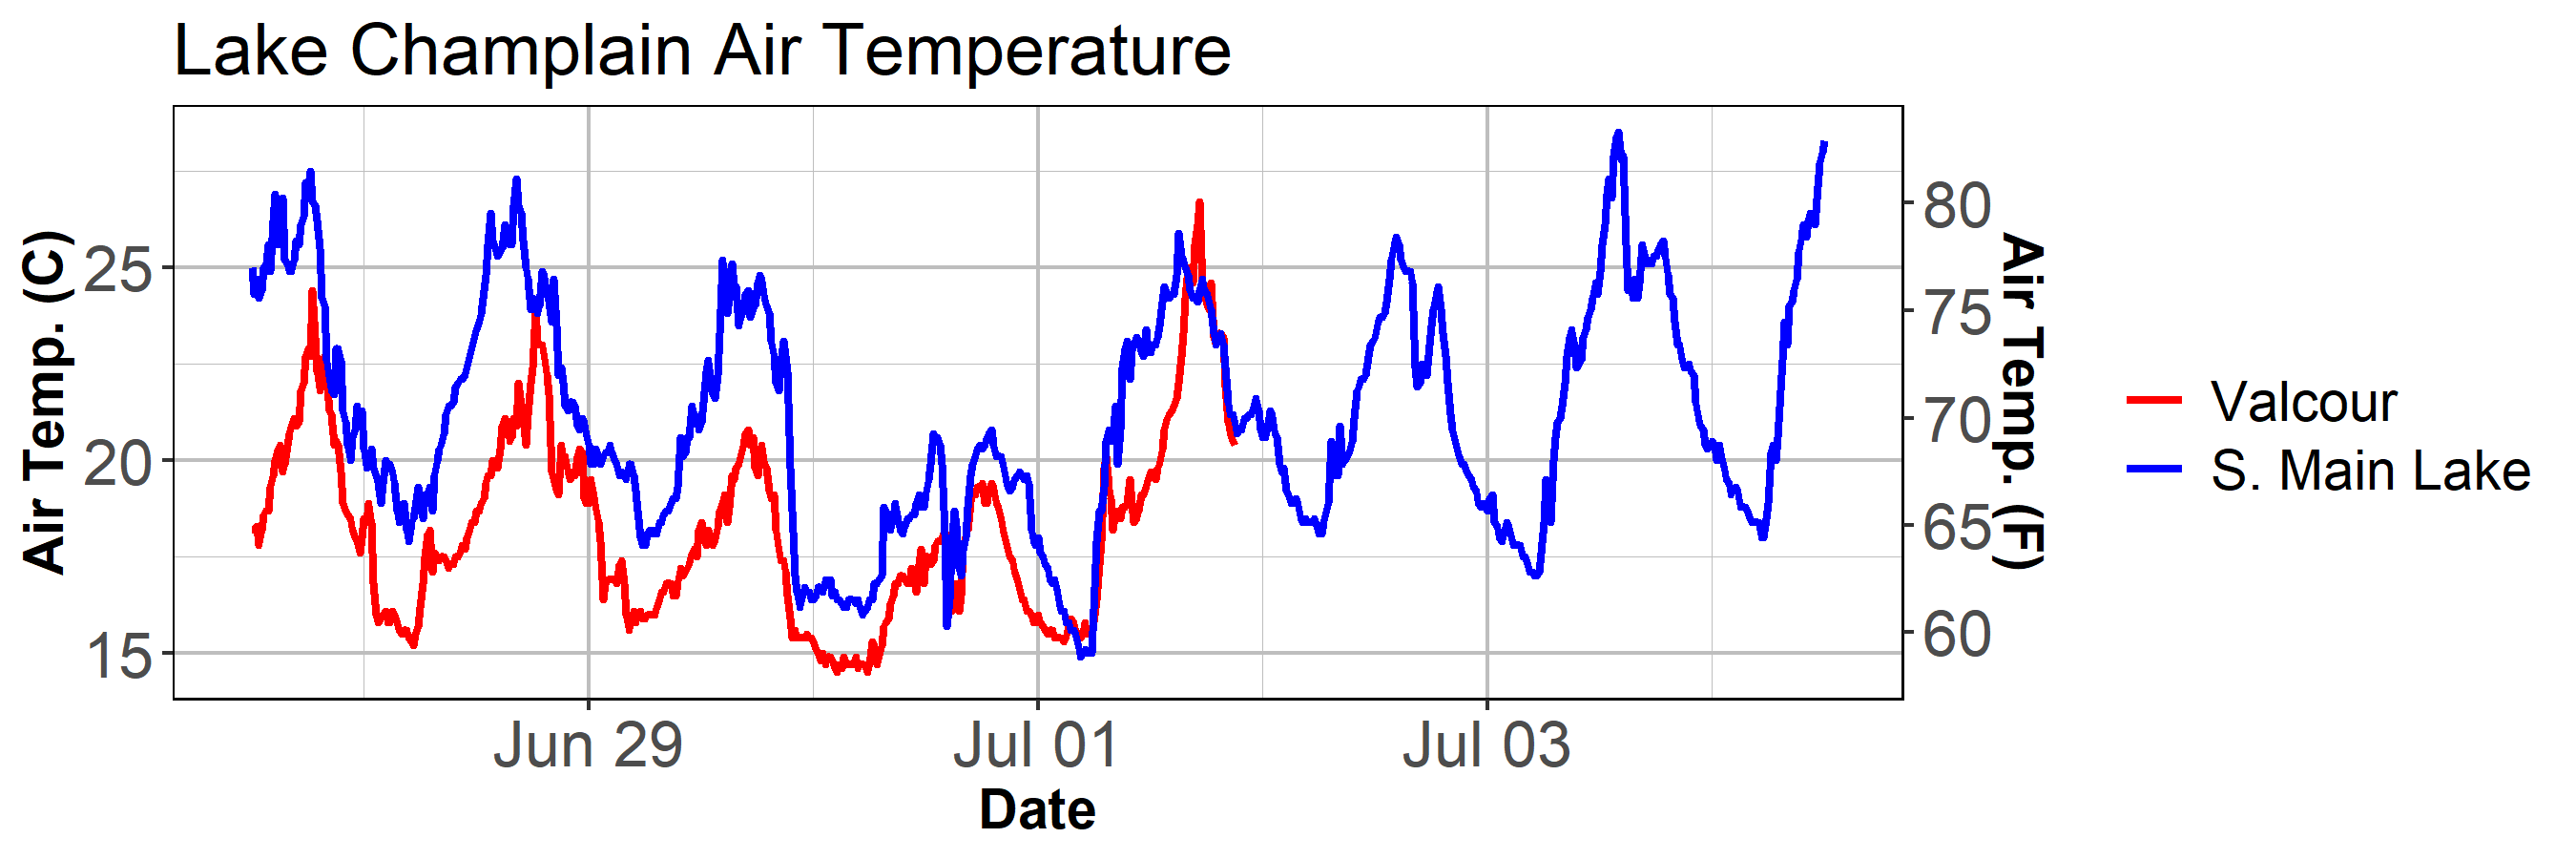 Lake Champlain Air Temperature
Air Temp. (C)
25
20
15
80
75
70
65
60
Air Temp. (F)
Jun 29
Jul 01
Jul 03
Date
Valcour
S. Main Lake